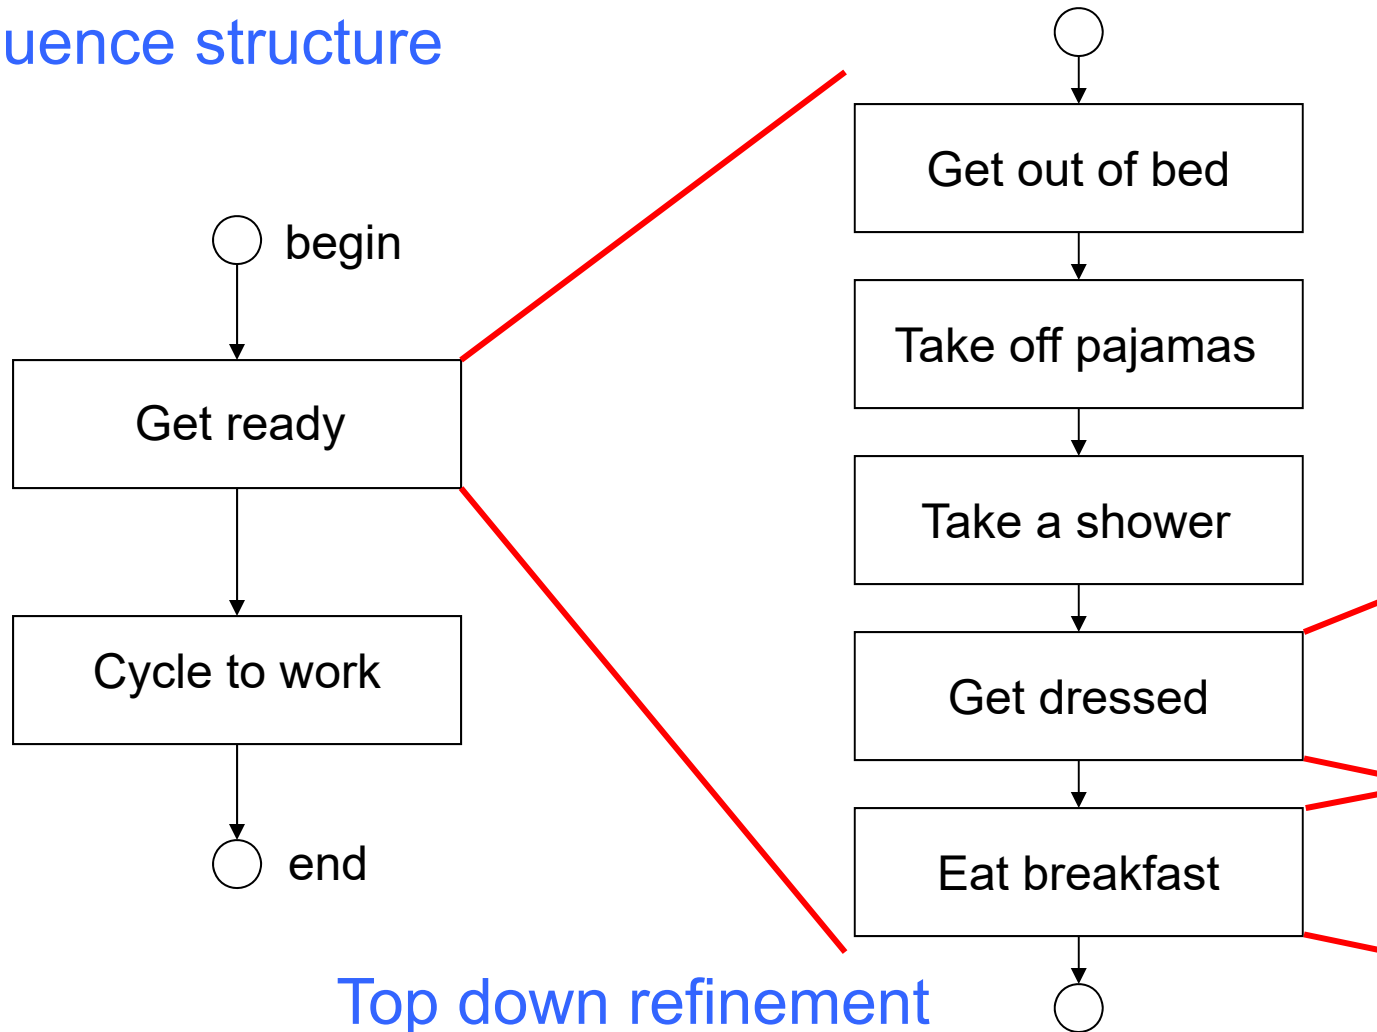 uence structure
begin
Get ready
Cycle to work
end
Get out of bed
Take off pajamas
Take a shower
Get dressed
Eat breakfast
Top down refinement